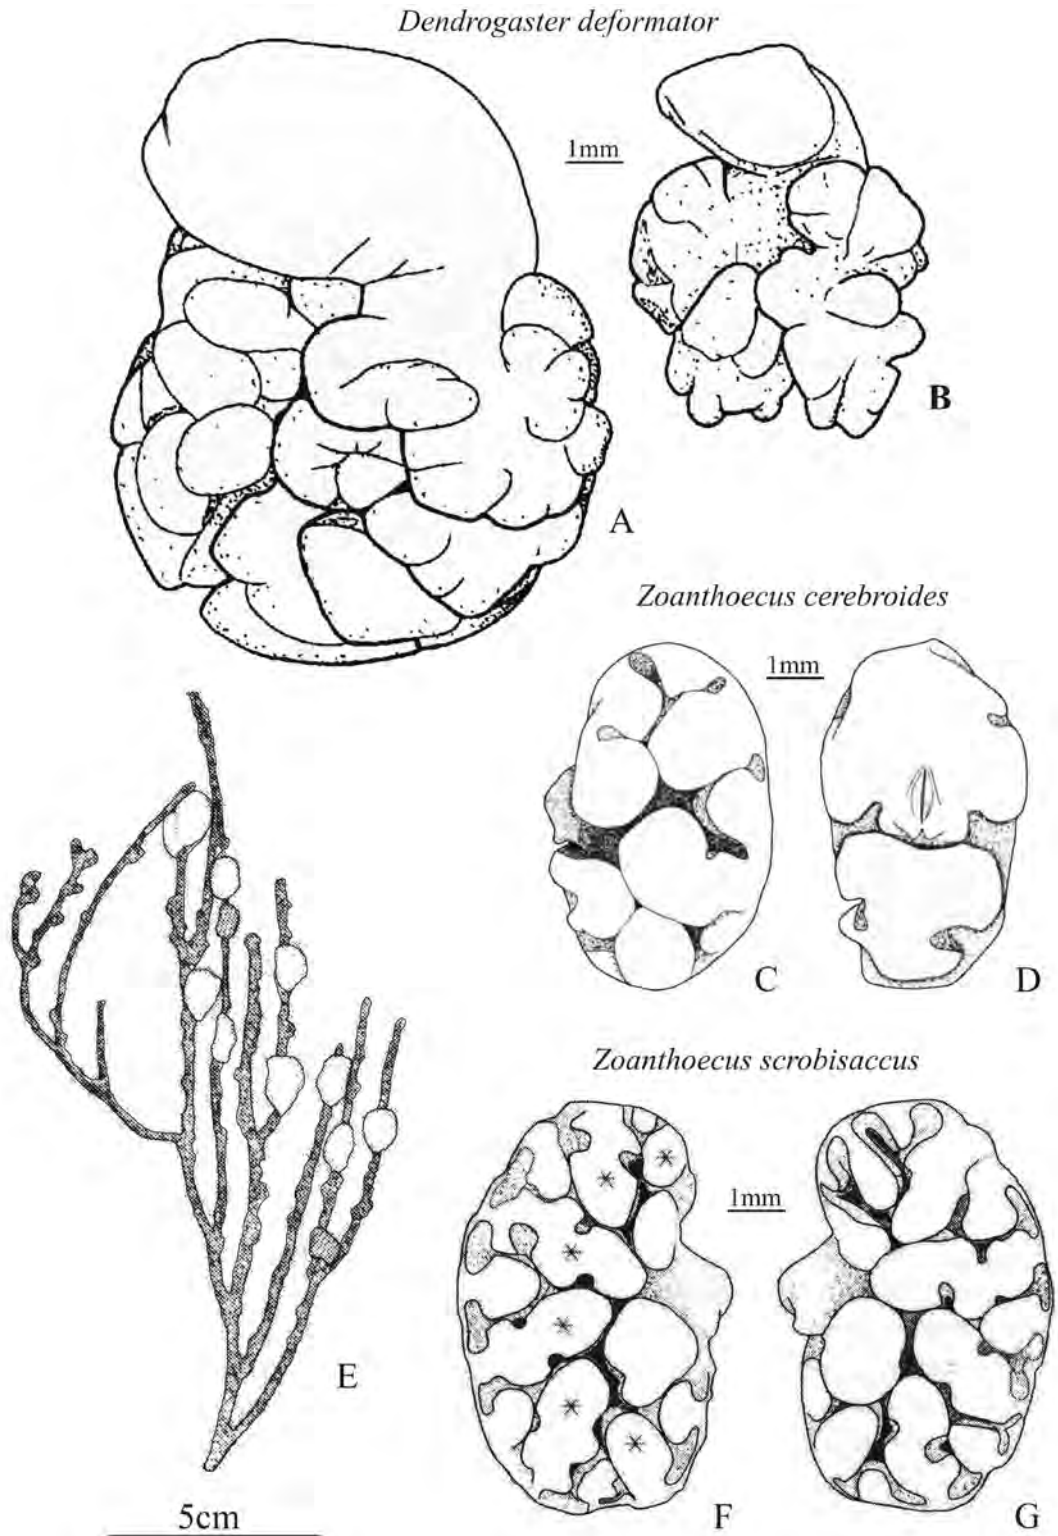 Dendrogaster deformator
1mm
B
A
Zoanthoecus cerebroides
1mm
C
D
Zoanthoecus scrobisaccus
1mm
E
5cm
F
G